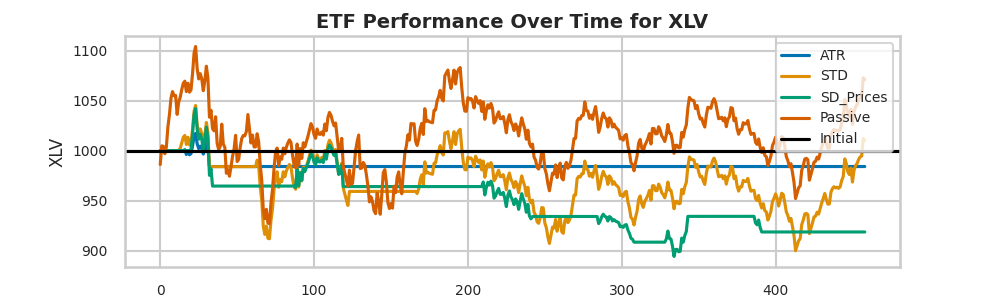 ETF Performance Over Time for XLV
XLV
1100
1050
1000
950
900
0
100
200
300
400
ATR
STD
SD_Prices
Passive
Initial